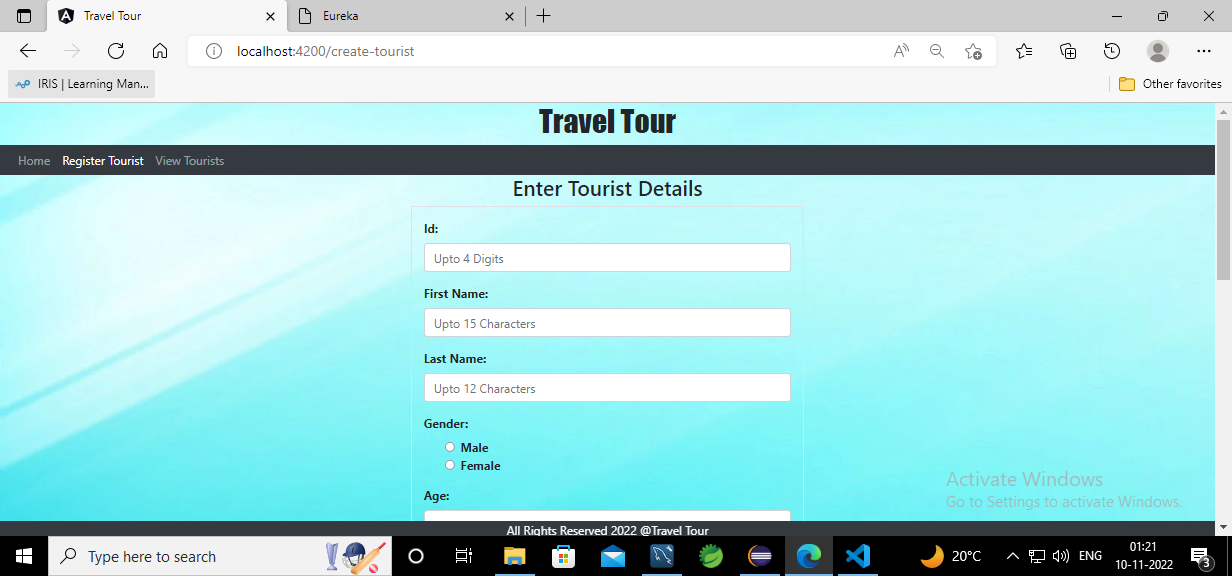 Travel Tour
Eureka
localhost:4200/create-tourist
IRIS | Learning Man...
Other favorites
Travel Tour
Home Register Tourist View Tourists
Enter Tourist Details
Id:
Upto 4 Digits
First Name:
Upto 15 Characters
Last Name:
Upto 12 Characters
Gender:
Male
Female
Age:
Activate Windows
Go to Settings to activate Windows.
All Rights Reserved 2022 @Travel Tour
Type here to search
20°C
ENG
01:21
10-11-2022
3